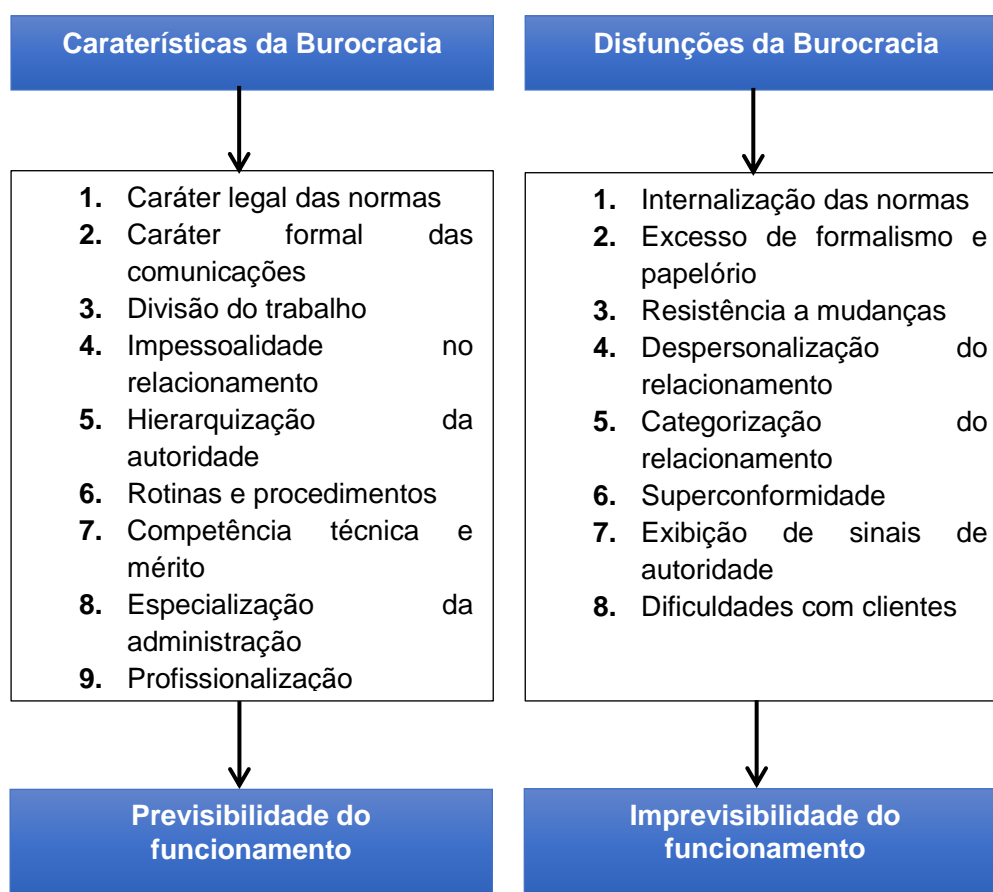 Caraterísticas da Burocracia
1. Caráter legal das normas
2. Caráter formal das
comunicações
3. Divisão do trabalho
4. Impessoalidade no
relacionamento
5. Hierarquização da
autoridade
6. Rotinas e procedimentos
7. Competência técnica e
mérito
8. Especialização da
administração
9. Profissionalização
Previsibilidade do
funcionamento
Disfunções da Burocracia
1. Internalização das normas
2. Excesso de formalismo e
papelório
3. Resistência a mudanças
4. Despersonalização do
relacionamento
5. Categorização do
relacionamento
6. Superconformidade
7. Exibição de sinais de
autoridade
8. Dificuldades com clientes
Imprevisibilidade do
funcionamento